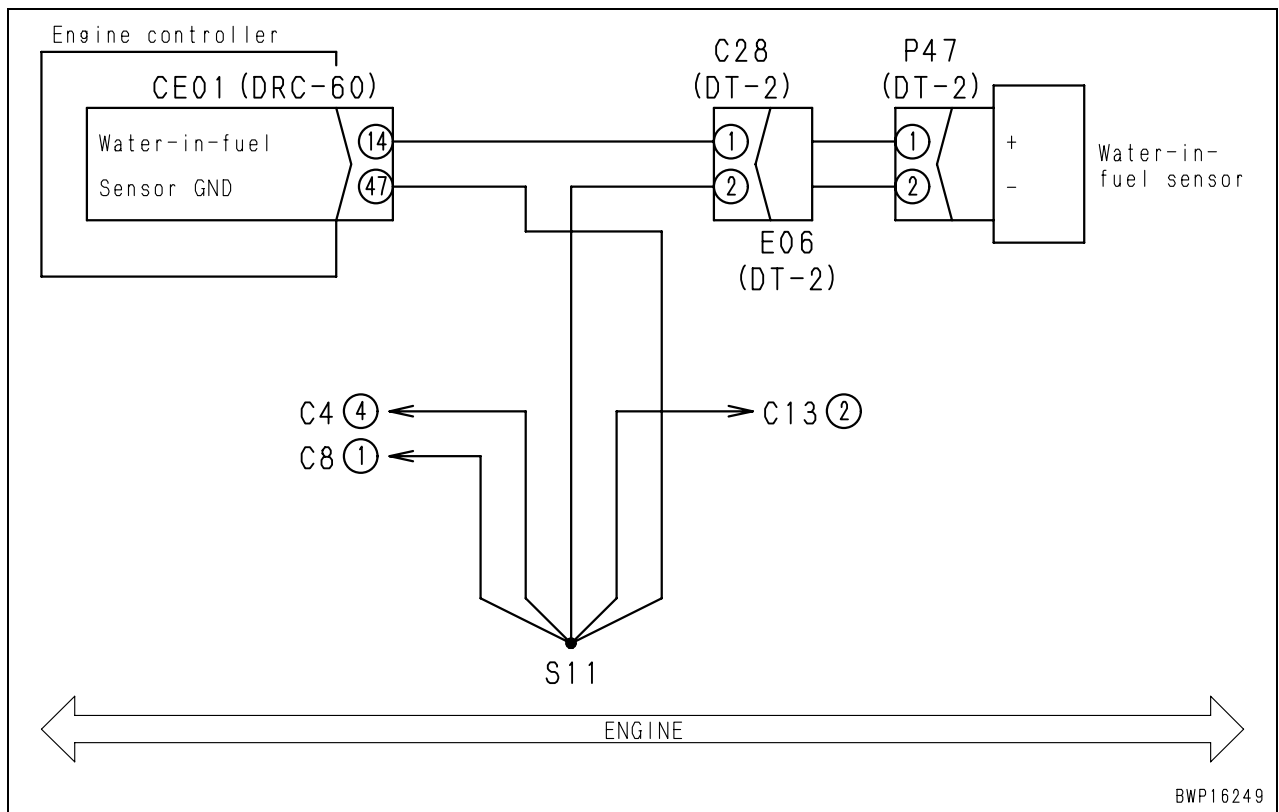 Engine controller
CE01 (DRC-60)
C28
(DT-2)
P47
(DT-2)
Water-in-fuel
14
1
1
+
Water-in-
fuel sensor
Sensor GND
47
2
2
-
E06
(DT-2)
C4 4
C13 2
C8 1
S11
ENGINE
BWP16249